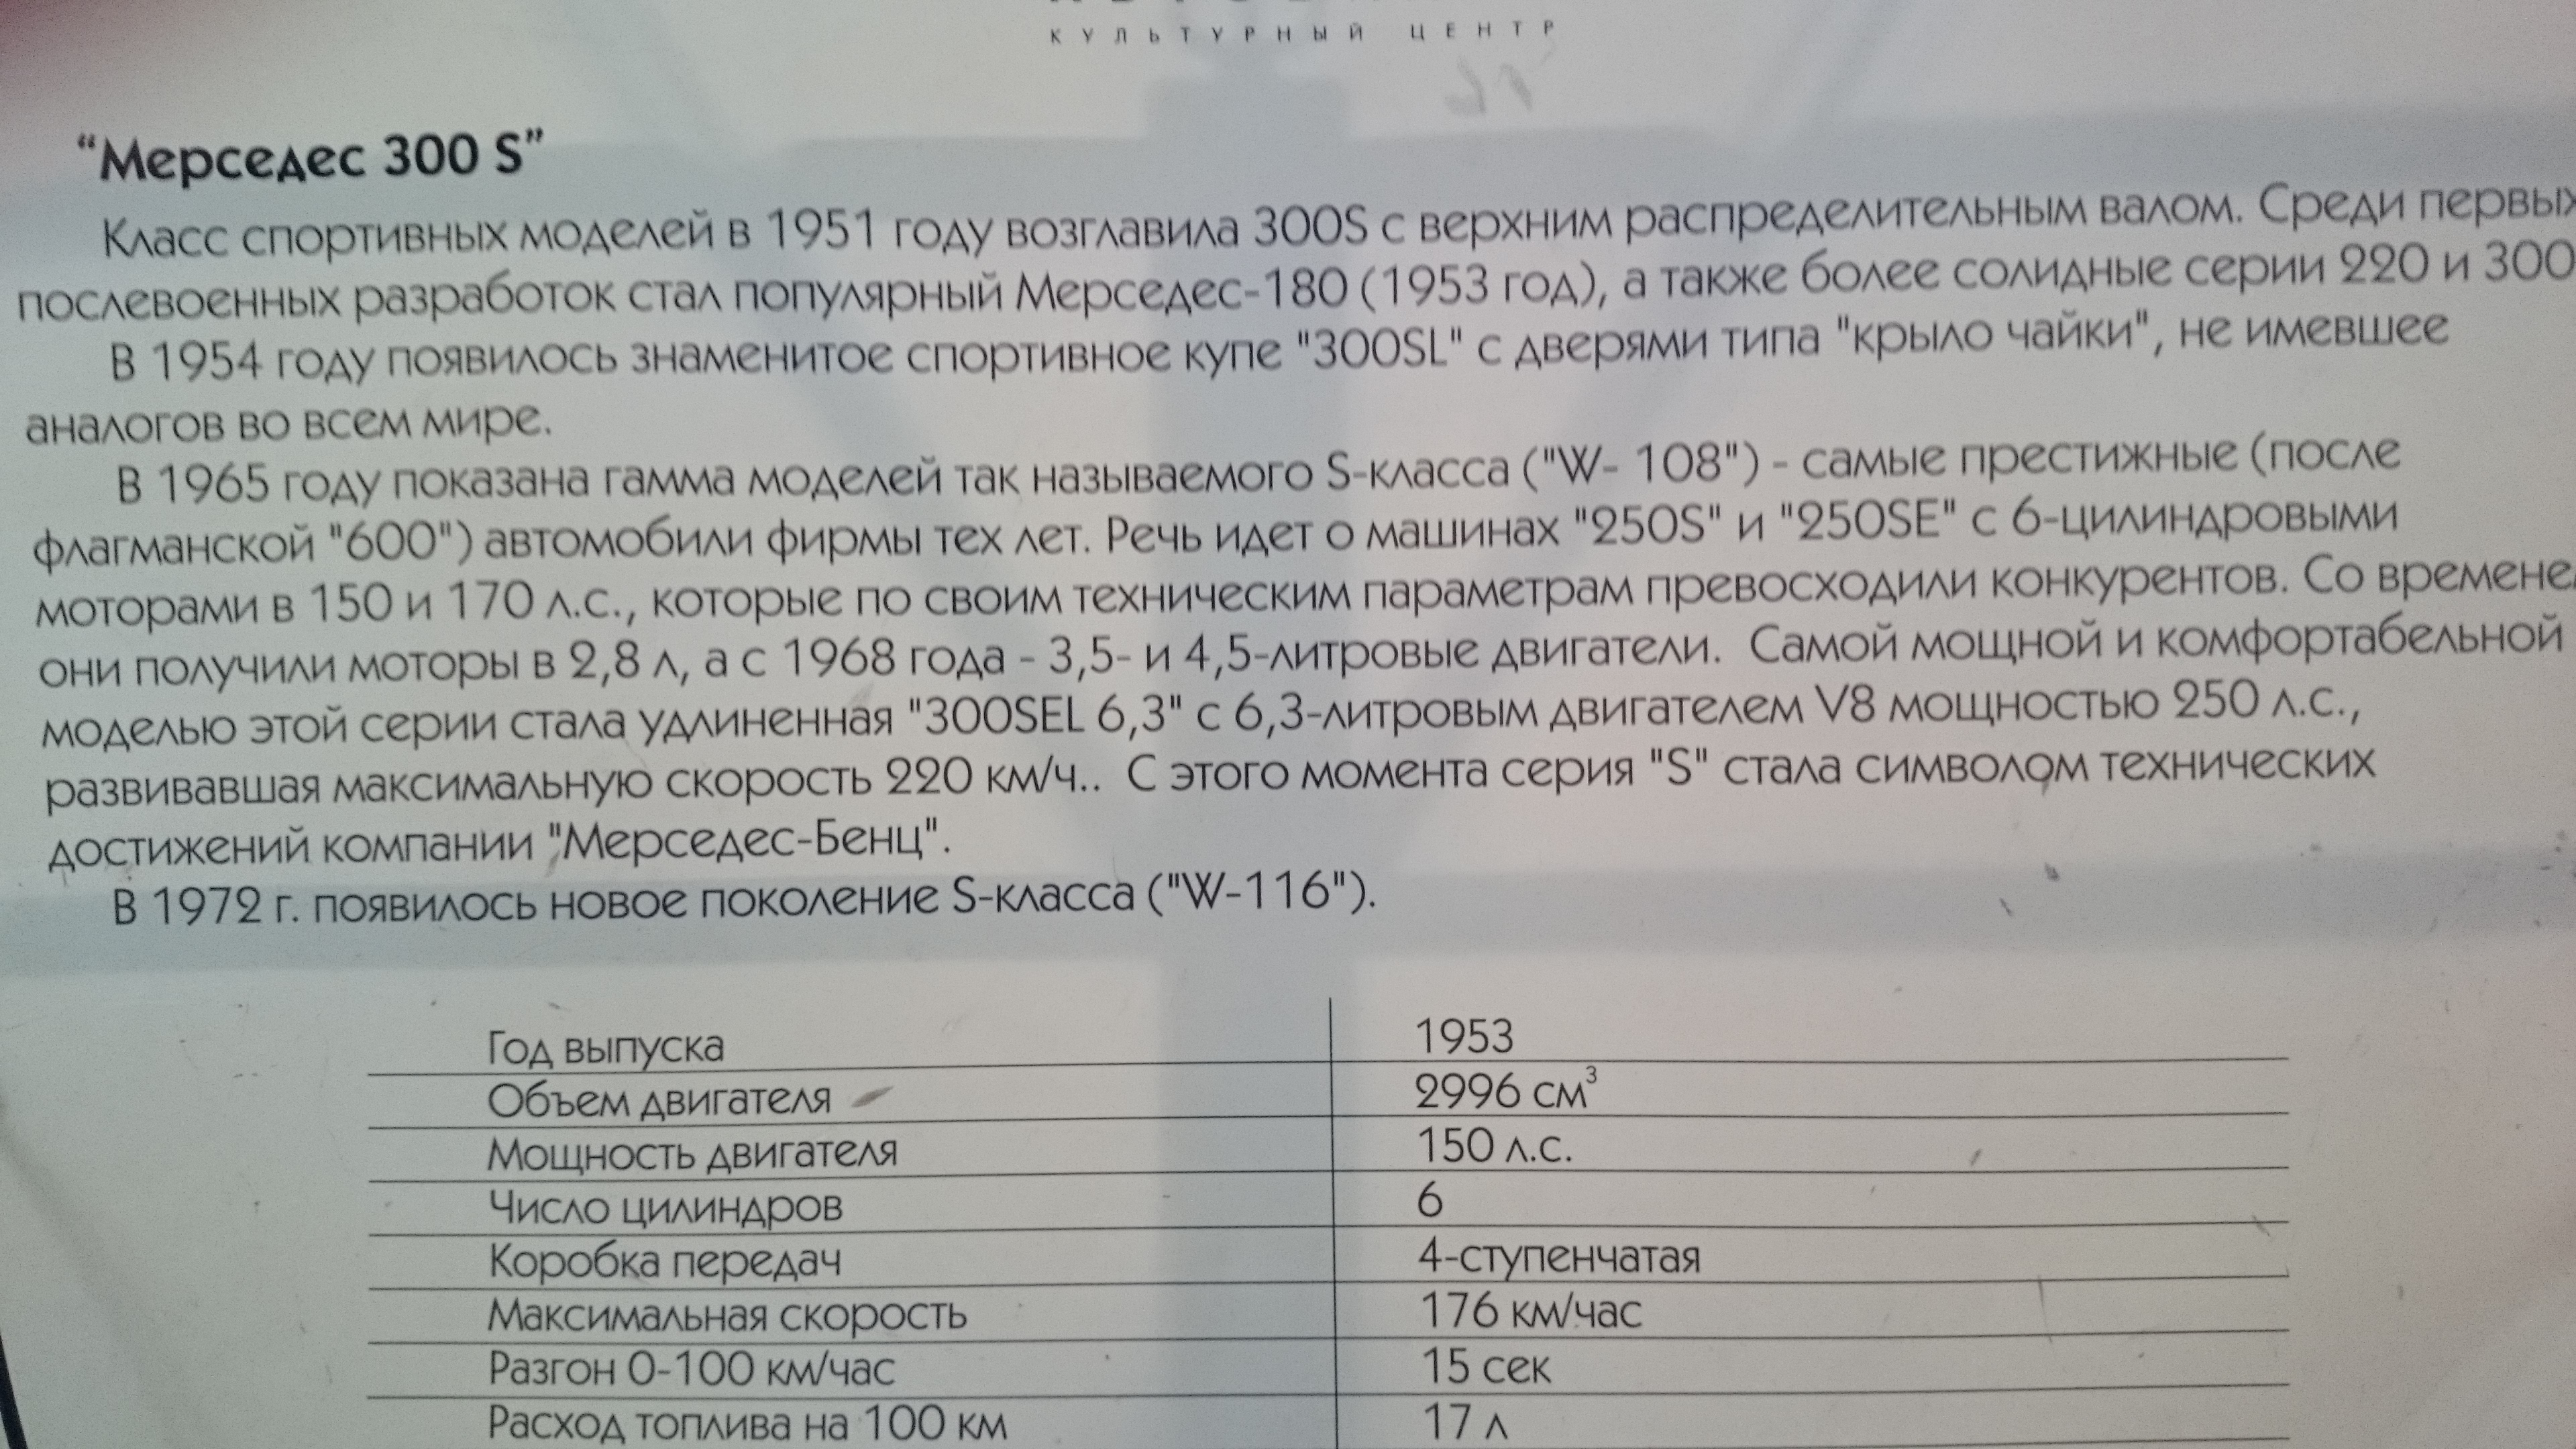 КУЛЬТУРНЫЙ ЦЕНТР
“Мерседес 300 S”
Класс спортивных моделей в 1951 году возглавила 300S с верхним распределительным валом. Среди первых
послевоенных разработок стал популярный Мерседес-180 (1953 год), а также более солидные серии 220 и 300
В 1954 году появилось знаменитое спортивное купе "300SL" с дверями типа "крыло чайки", не имевшее
аналогов во всем мире.
В 1965 году показана гамма моделей так называемого S-класса ("W- 108") - самые престижные (после
флагманской "600") автомобили фирмы тех лет. Речь идет о машинах "250S" и "250SE" с 6-цилиндровыми
моторами в 150 и 170 л.с., которые по своим техническим параметрам превосходили конкурентов. Со времене
они получили моторы в 2,8 л, а с 1968 года - 3,5- и 4,5-литровые двигатели. Самой мощной и комфортабельной
моделью этой серии стала удлиненная "300SEL 6,3" с 6,3-литровым двигателем V8 мощностью 250 л.с.,
развивавшая максимальную скорость 220 км/ч.. С этого момента серия "S" стала символом технических
достижений компании "Мерседес-Бенц".
В 1972 г. появилось новое поколение S-класса ("W-116").
Год выпуска 1953
Объем двигателя 2996 см³
Мощность двигателя 150 л.с.
Число цилиндров 6
Коробка передач 4-ступенчатая
Максимальная скорость 176 км/час
Разгон 0-100 км/час 15 сек
Расход топлива на 100 км 17 л